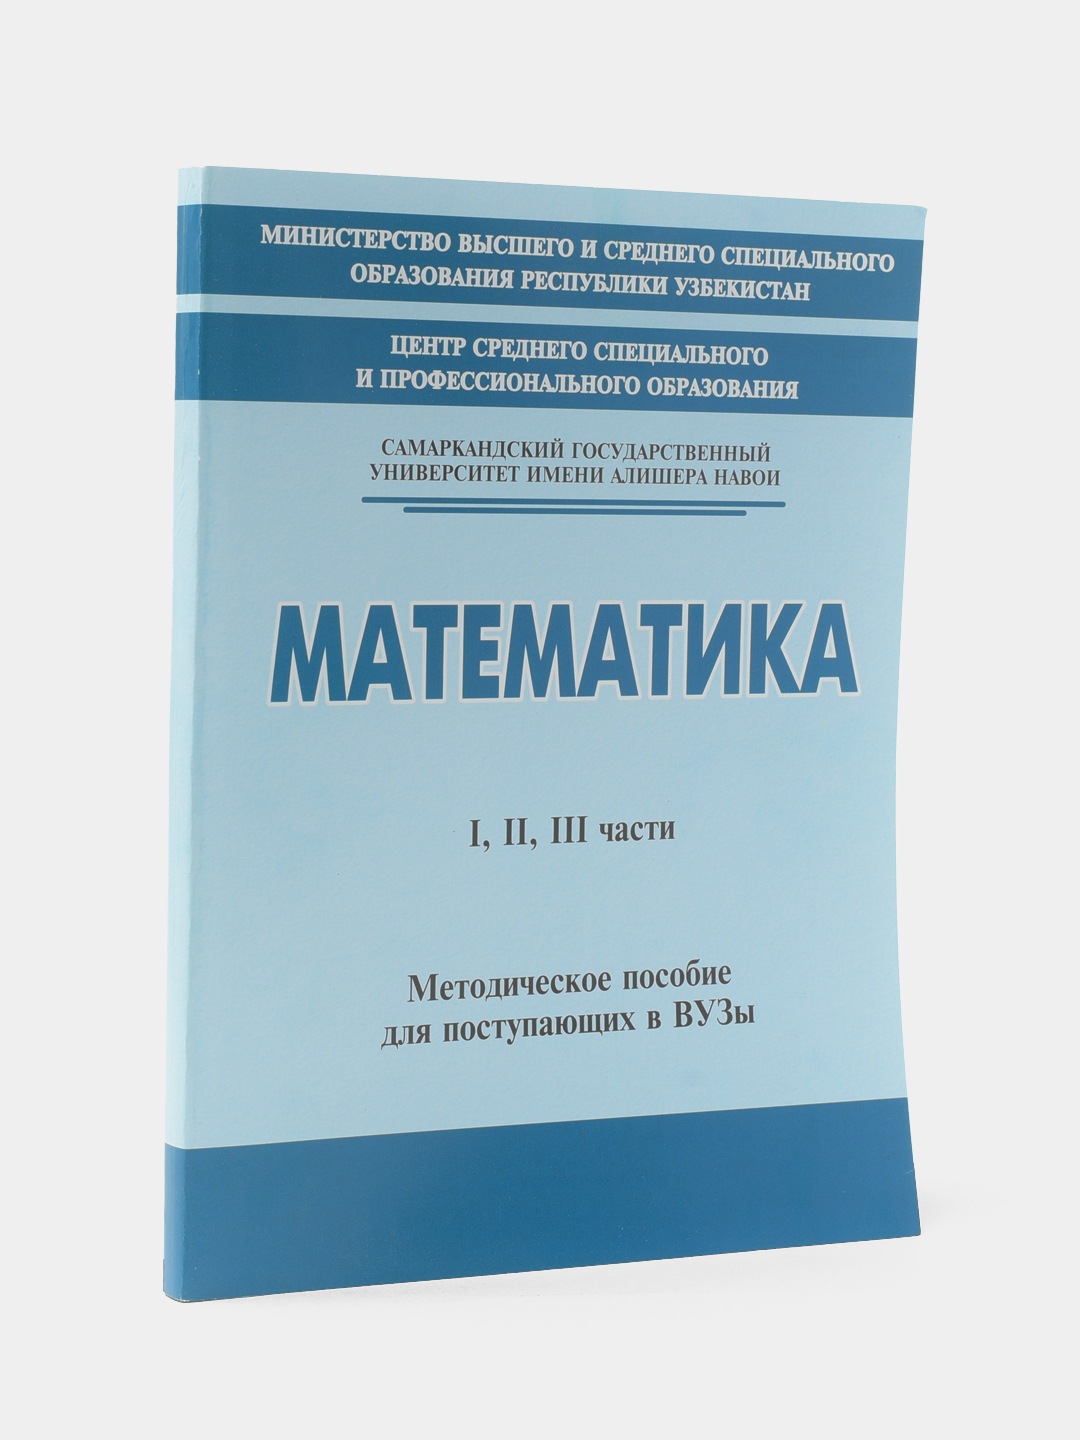 МИНИСТЕРСТВО ВЫСШЕГО И СРЕДНЕГО СПЕЦИАЛЬНОГО
ОБРАЗОВАНИЯ РЕСПУБЛИКИ УЗБЕКИСТАН
ЦЕНТР СРЕДНЕГО СПЕЦИАЛЬНОГО
И ПРОФЕССИОНАЛЬНОГО ОБРАЗОВАНИЯ
САМАРКАНДСКИЙ ГОСУДАРСТВЕННЫЙ
УНИВЕРСИТЕТ ИМЕНИ АЛИШЕРА НАВОИ
МАТЕМАТИКА
I, II, III части
Методическое пособие
для поступающих в ВУЗы